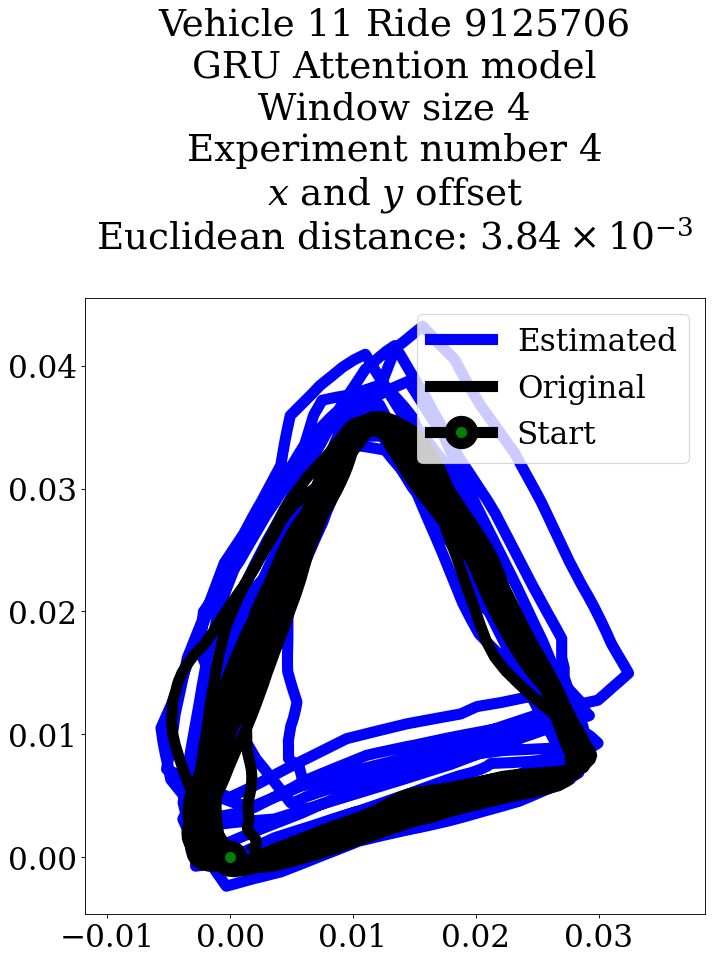 Vehicle 11 Ride 9125706
GRU Attention model
Window size 4
Experiment number 4
x and y offset
Euclidean distance: 3.84 × 10⁻³
Estimated
Original
Start
0.04
0.03
0.02
0.01
0.00
−0.01 0.00 0.01 0.02 0.03